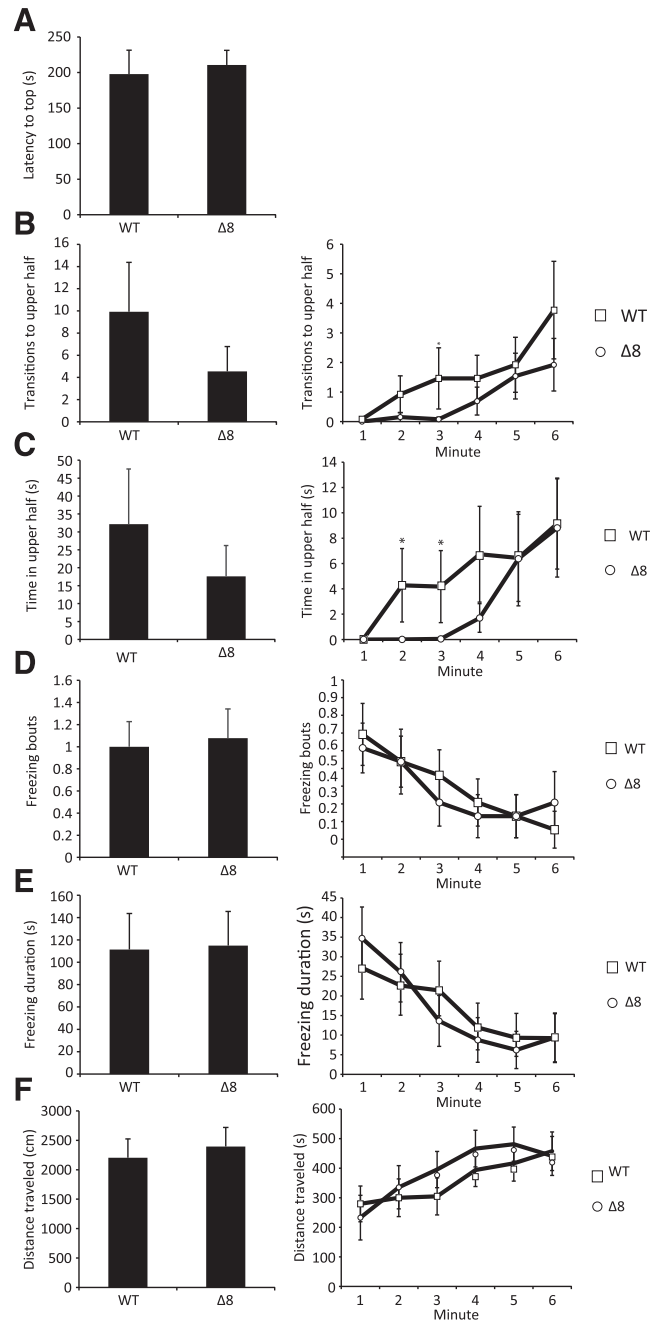 A
Latency to top (s)
250
200
150
100
50
0
WT Δ8
B
Transitions to upper half
16
14
12
10
8
6
4
2
0
WT Δ8
Transitions to upper half
6
5
4
3
2
1
0
*
1 2 3 4 5 6
Minute
WT
Δ8
C
Time in upper half (s)
50
45
40
35
30
25
20
15
10
5
0
WT Δ8
Time in upper half (s)
14
12
10
8
6
4
2
0
* *
1 2 3 4 5 6
Minute
WT
Δ8
D
Freezing bouts
1.6
1.4
1.2
1
0.8
0.6
0.4
0.2
0
WT Δ8
Freezing bouts
1
0.9
0.8
0.7
0.6
0.5
0.4
0.2
0.1
0
1 2 3 4 5 6
Minute
WT
Δ8
E
Freezing duration (s)
160
140
120
100
80
60
40
20
0
WT Δ8
Freezing duration (s)
45
40
35
30
25
20
15
10
5
0
1 2 3 4 5 6
Minute
WT
Δ8
F
Distance traveled (cm)
3000
2500
2000
1500
1000
500
0
WT Δ8
Distance traveled (s)
600
500
400
300
200
100
0
1 2 3 4 5 6
Minute
WT
Δ8